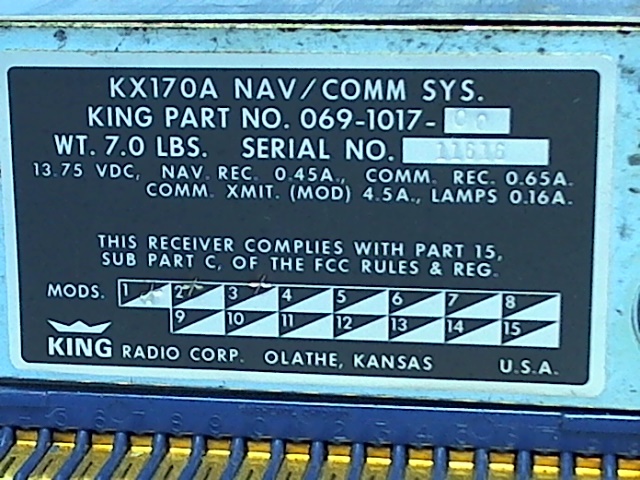 KX170A NAV/COMM SYS.
KING PART NO. 069-1017-00
WT. 7.0 LBS. SERIAL NO. 11616
13.75 VDC, NAV. REC. 0.45A., COMM. REC. 0.65A.
COMM. XMIT. (MOD) 4.5A., LAMPS 0.16A.
THIS RECEIVER COMPLIES WITH PART 15,
SUB PART C, OF THE FCC RULES & REG.
MODS. 1 2 3 4 5 6 7 8
9 10 11 12 13 14 15
KING RADIO CORP. OLATHE, KANSAS U.S.A.